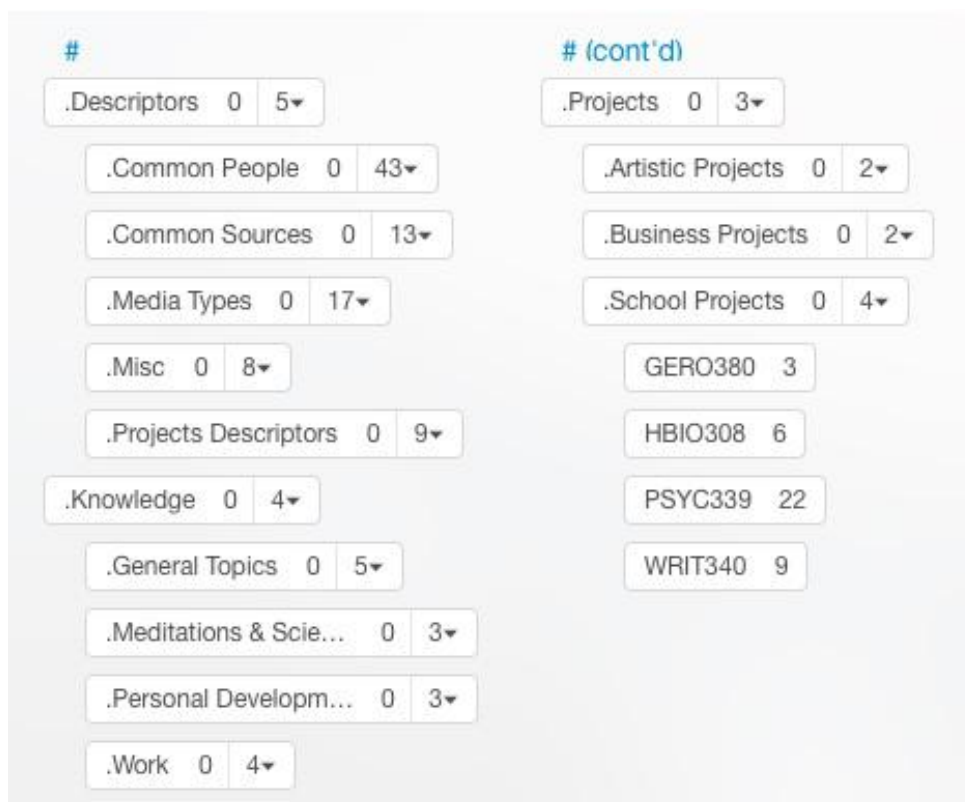 #
.Descriptors 0 5
.Common People 0 43
.Common Sources 0 13
.Media Types 0 17
.Misc 0 8
.Projects Descriptors 0 9
.Knowledge 0 4
.General Topics 0 5
.Meditations & Scie... 0 3
.Personal Developm... 0 3
.Work 0 4
# (cont'd)
.Projects 0 3
.Artistic Projects 0 2
.Business Projects 0 2
.School Projects 0 4
GERO380 3
HBIO308 6
PSYC339 22
WRIT340 9